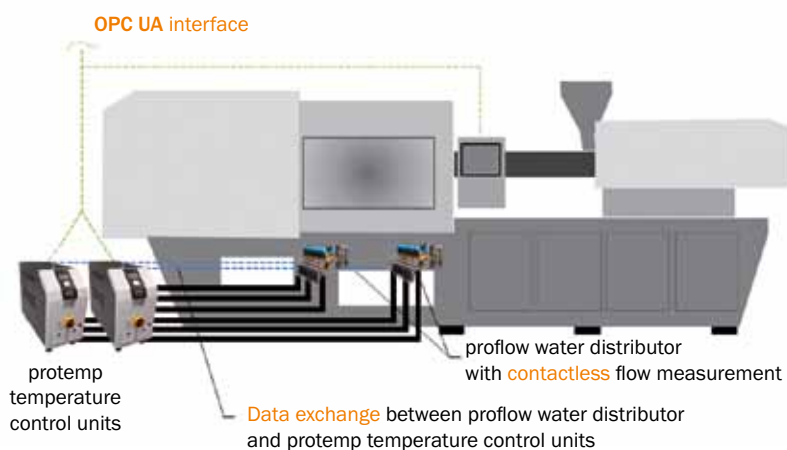 OPC UA interface
proflow water distributor
with contactless flow measurement
protemp
temperature
control units
Data exchange between proflow water distributor
and protemp temperature control units